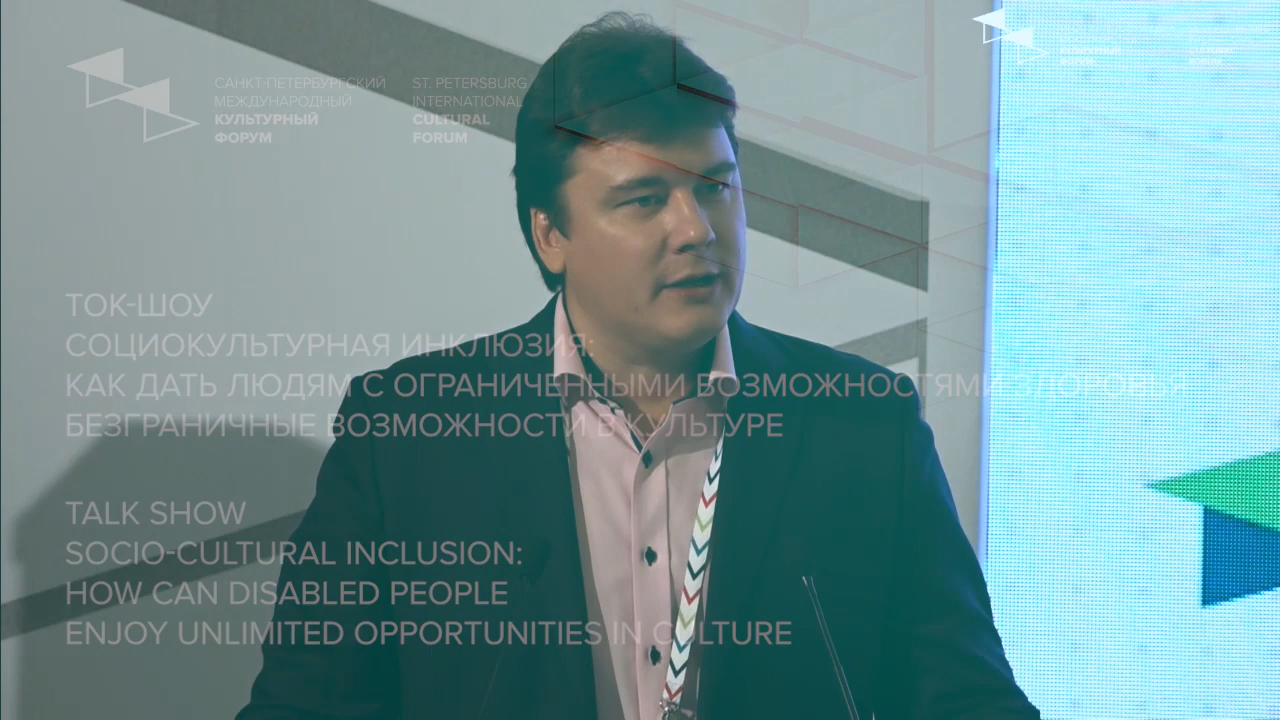 САНКТ-ПЕТЕРБУРГСКИЙ
МЕЖДУНАРОДНЫЙ
КУЛЬТУРНЫЙ
ФОРУМ
ST. PETERSBURG
INTERNATIONAL
CULTURAL
FORUM
ТОК-ШОУ
СОЦИОКУЛЬТУРНАЯ ИНКЛЮЗИЯ:
КАК ДАТЬ ЛЮДЯМ С ОГРАНИЧЕННЫМИ ВОЗМОЖНОСТЯМИ ЗДОРОВЬЯ
БЕЗГРАНИЧНЫЕ ВОЗМОЖНОСТИ В КУЛЬТУРЕ
TALK SHOW
SOCIO-CULTURAL INCLUSION:
HOW CAN DISABLED PEOPLE
ENJOY UNLIMITED OPPORTUNITIES IN CULTURE